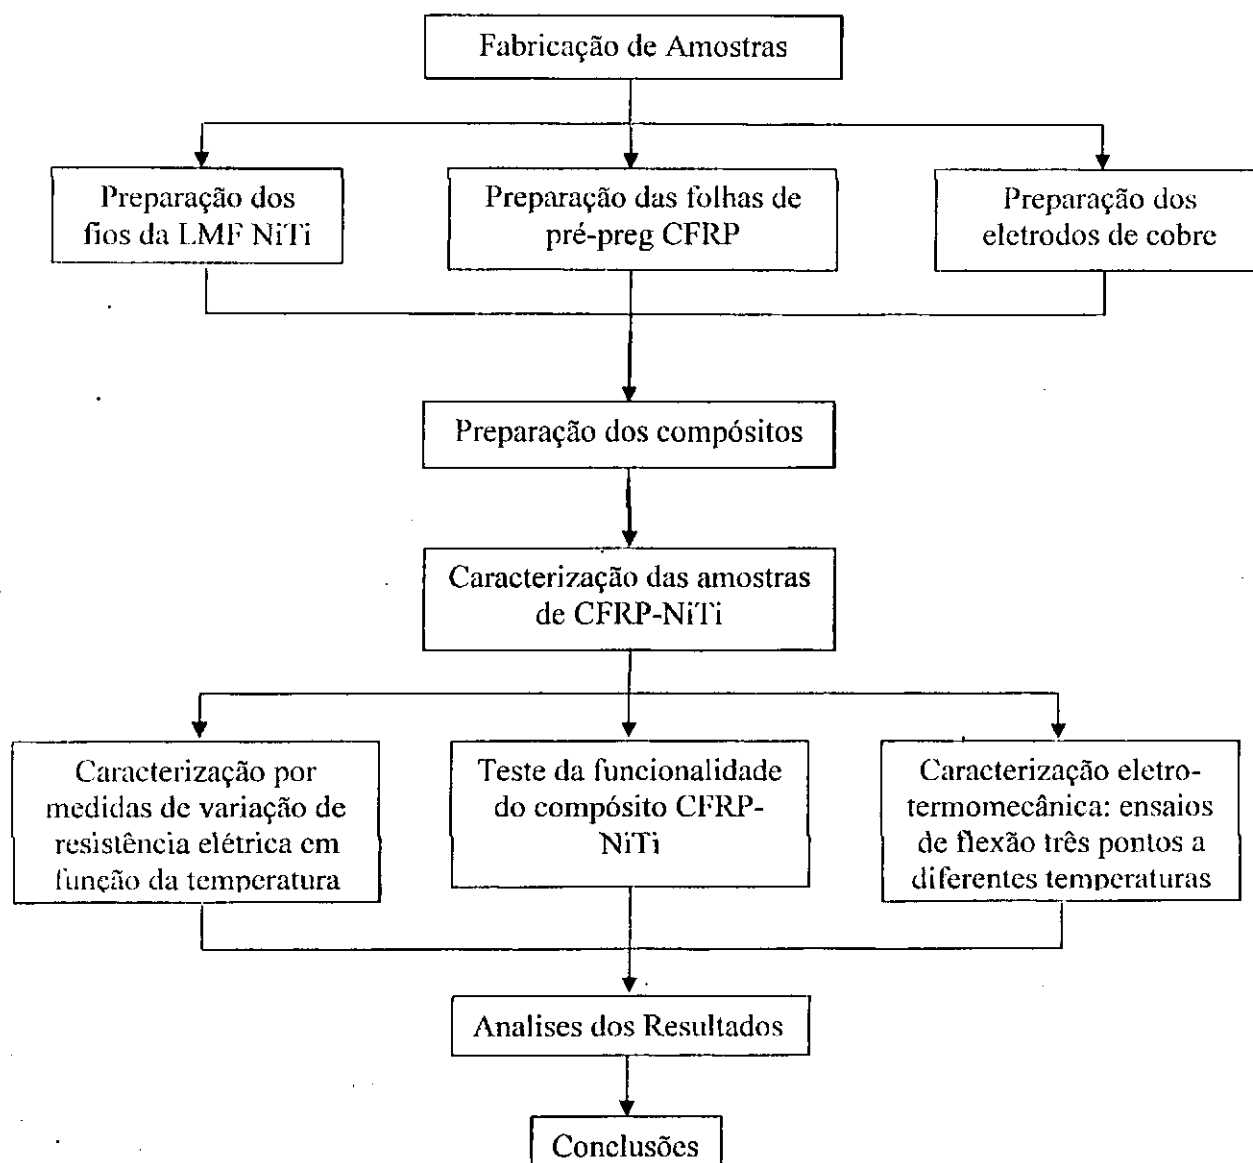 Fabricação de Amostras
Preparação dos
fios da LMF NiTi
Preparação das folhas de
pré-preg CFRP
Preparação dos
eletrodos de cobre
Preparação dos compósitos
Caracterização das amostras
de CFRP-NiTi
Caracterização por
medidas de variação de
resistência elétrica em
função da temperatura
Teste da funcionalidade
do compósito CFRP-
NiTi
Caracterização eletro-
termomecânica: ensaios
de flexão três pontos a
diferentes temperaturas
Analises dos Resultados
Conclusões